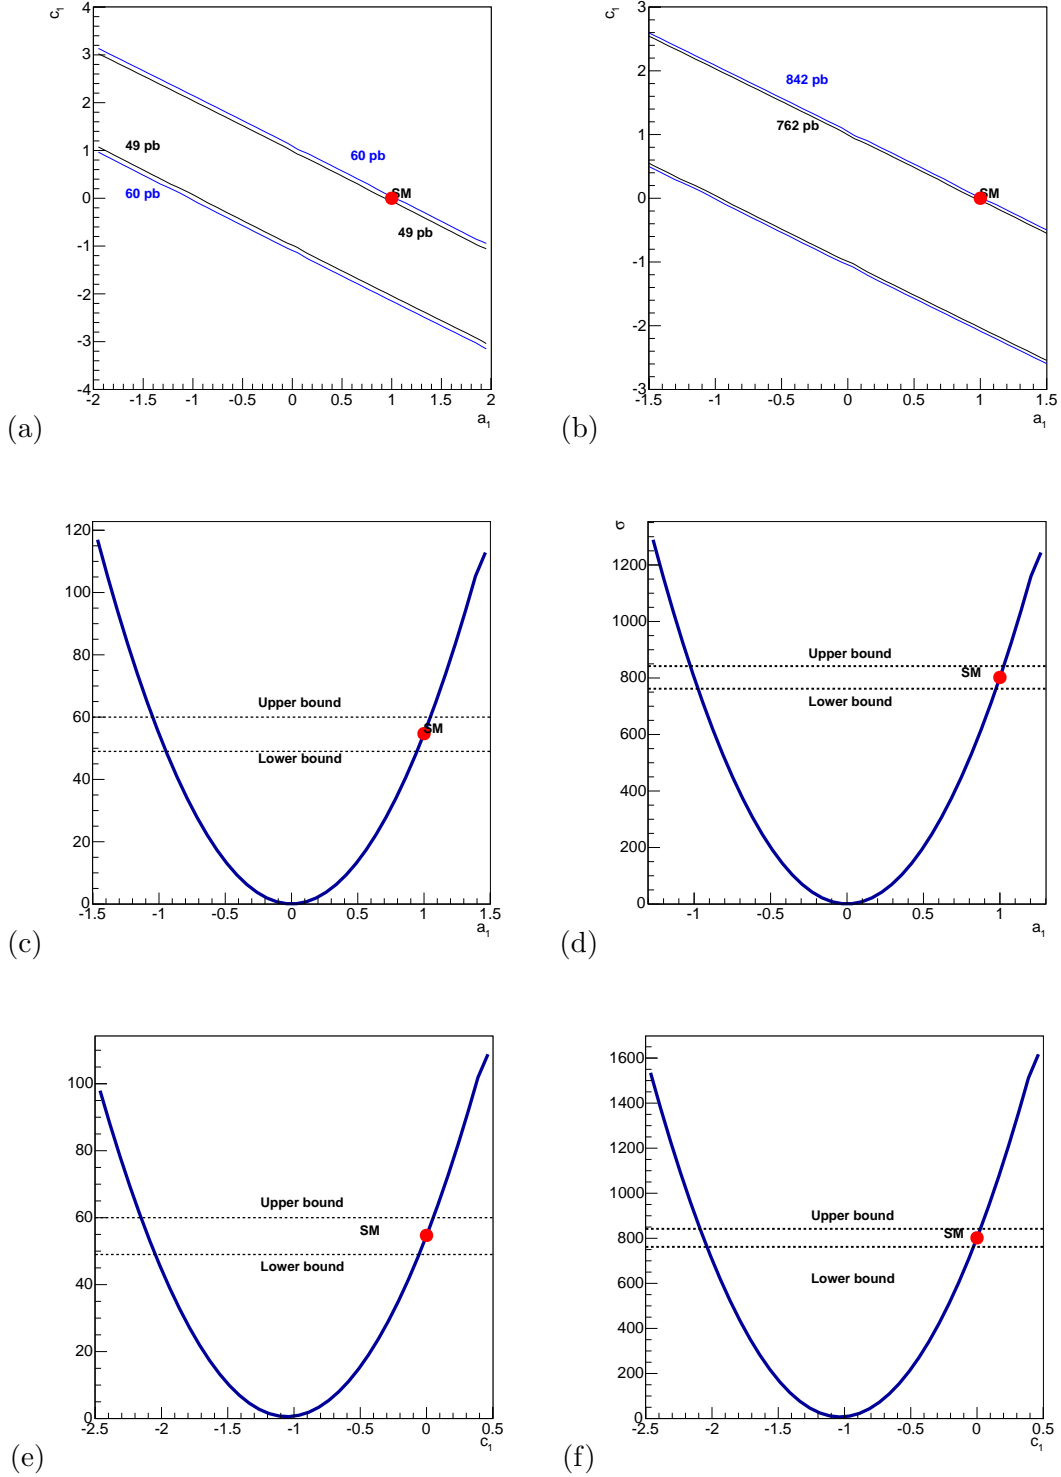 c1
4
3
2
1
0
-1
-2
-3
-4
49 pb
60 pb
60 pb
SM
49 pb
-2 -1.5 -1 -0.5 0 0.5 1 1.5 2
a1
(a)
c1
3
2
1
0
-1
-2
-3
842 pb
762 pb
SM
-1.5 -1 -0.5 0 0.5 1 1.5
a1
(b)
120
100
80
60
40
20
0
Upper bound
SM
Lower bound
-1.5 -1 -0.5 0 0.5 1 1.5
a1
(c)
σ
1200
1000
800
600
400
200
0
Upper bound
SM
Lower bound
-1 -0.5 0 0.5 1
a1
(d)
100
80
60
40
20
0
Upper bound
SM
Lower bound
-2.5 -2 -1.5 -1 -0.5 0 0.5
c1
(e)
1600
1400
1200
1000
800
600
400
200
0
Upper bound
SM
Lower bound
-2.5 -2 -1.5 -1 -0.5 0 0.5
c1
(f)